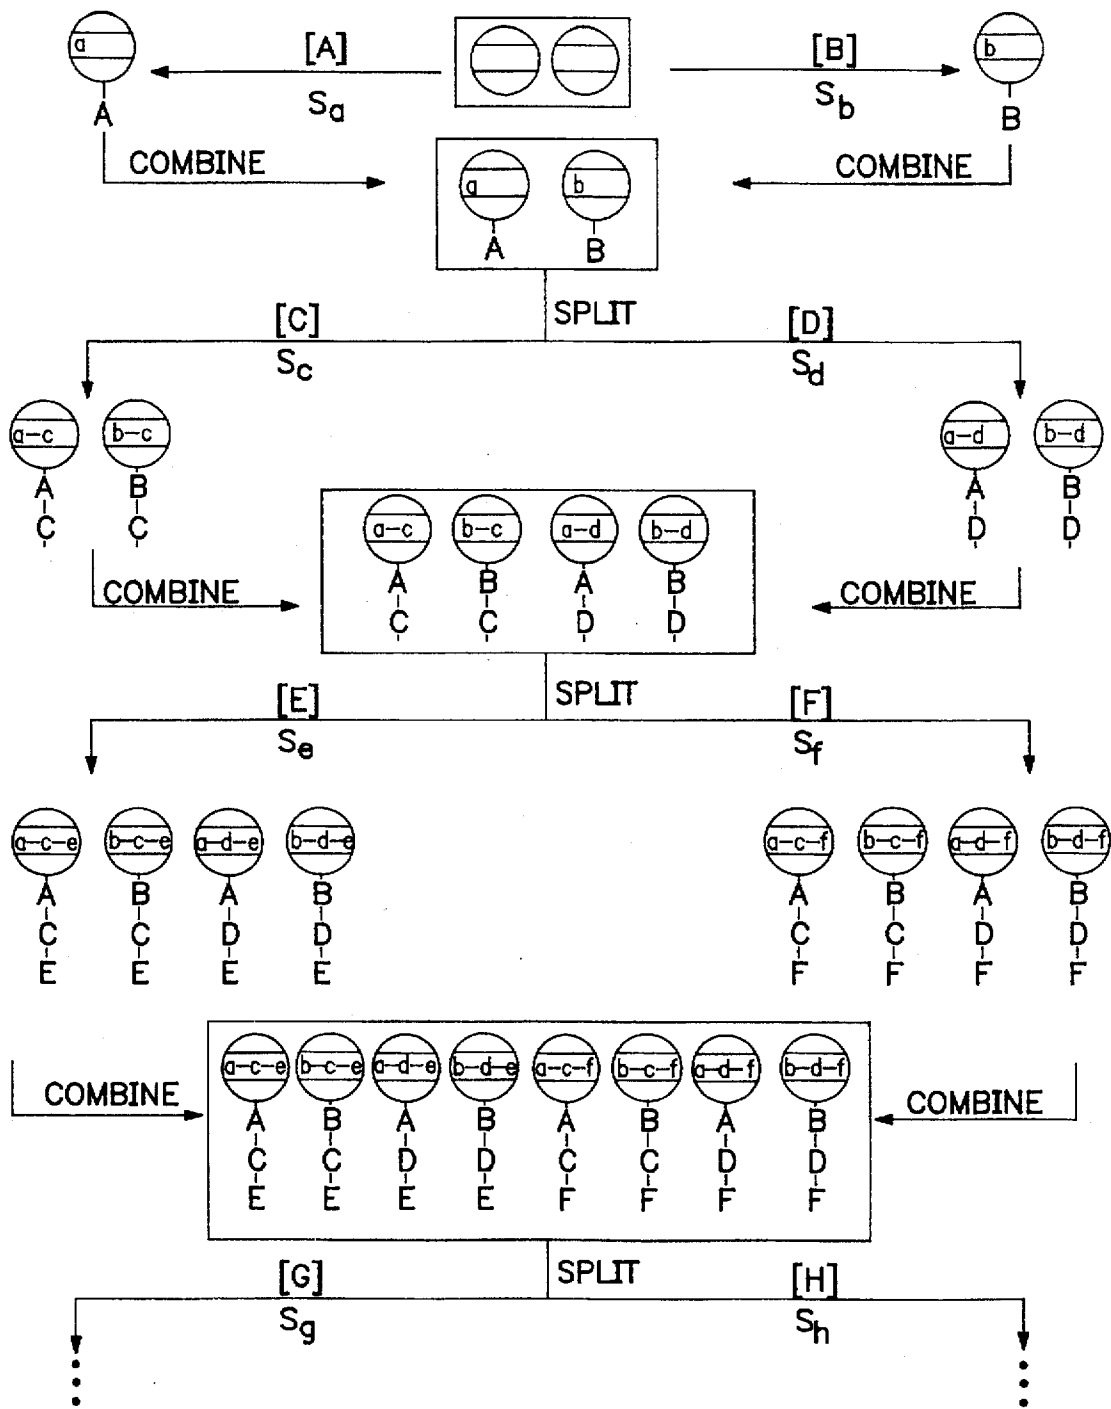 a [A] [B] b
Sa Sb
A B
COMBINE COMBINE
a b
A B
SPLIT
[C] [D]
Sc Sd
a-c b-c a-d b-d
A B A B
C C D D
a-c b-c a-d b-d
A B A B
C C D D
COMBINE COMBINE
SPLIT
[E] [F]
Se Sf
a-c-e b-c-e a-d-e b-d-e a-c-f b-c-f a-d-f b-d-f
A B A B A B A B
C C D D C C D D
E E E E F F F F
a-c-e b-c-e a-d-e b-d-e a-c-f b-c-f a-d-f b-d-f
COMBINE COMBINE
A B A B A B A B
C C D D C C D D
E E E E F F F F
SPLIT
[G] [H]
Sg Sh